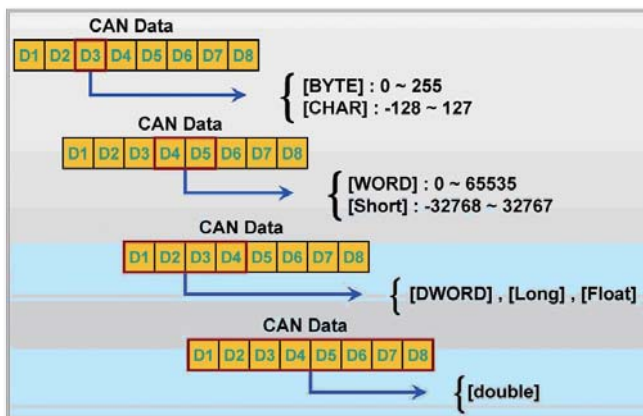 CAN Data
D1 D2 D3 D4 D5 D6 D7 D8
[BYTE] : 0 ~ 255
[CHAR] : -128 ~ 127
CAN Data
D1 D2 D3 D4 D5 D6 D7 D8
[WORD] : 0 ~ 65535
[Short] : -32768 ~ 32767
CAN Data
D1 D2 D3 D4 D5 D6 D7 D8
[DWORD] , [Long] , [Float]
CAN Data
D1 D2 D3 D4 D5 D6 D7 D8
[double]